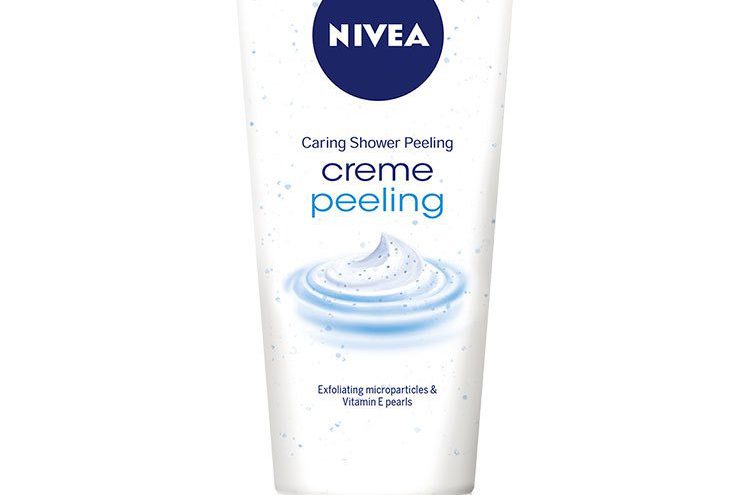 NIVEA
Caring Shower Peeling
creme
peeling
Exfoliating microparticles &
Vitamin E pearls